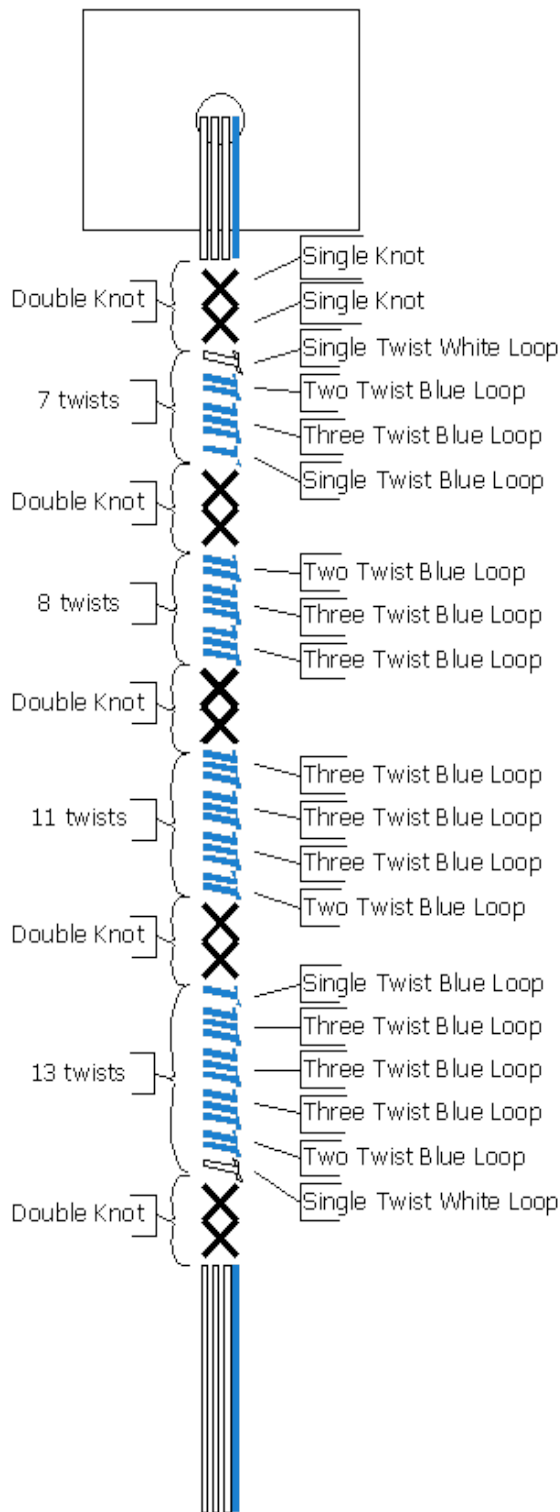 Single Knot
Double Knot
Single Knot
Single Twist White Loop
Two Twist Blue Loop
7 twists
Three Twist Blue Loop
Single Twist Blue Loop
Double Knot
Two Twist Blue Loop
8 twists
Three Twist Blue Loop
Three Twist Blue Loop
Double Knot
Three Twist Blue Loop
11 twists
Three Twist Blue Loop
Three Twist Blue Loop
Two Twist Blue Loop
Double Knot
Single Twist Blue Loop
Three Twist Blue Loop
13 twists
Three Twist Blue Loop
Three Twist Blue Loop
Two Twist Blue Loop
Single Twist White Loop
Double Knot